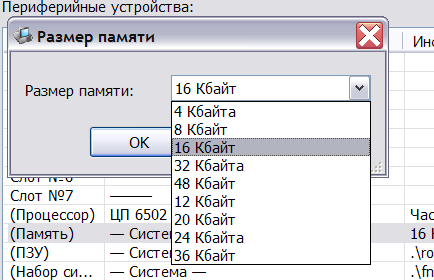 Периферийные устройства:
Размер памяти
Размер памяти:
16 Кбайт
4 Кбайта
8 Кбайт
16 Кбайт
32 Кбайта
48 Кбайт
12 Кбайт
20 Кбайт
24 Кбайта
36 Кбайт
OK
Слот №6
Слот №7
(Процессор) ЦП 6502 Час
(Память) — Систем 16 К
(ПЗУ) — Систем .\ro
(Набор си... — Система — .\fn